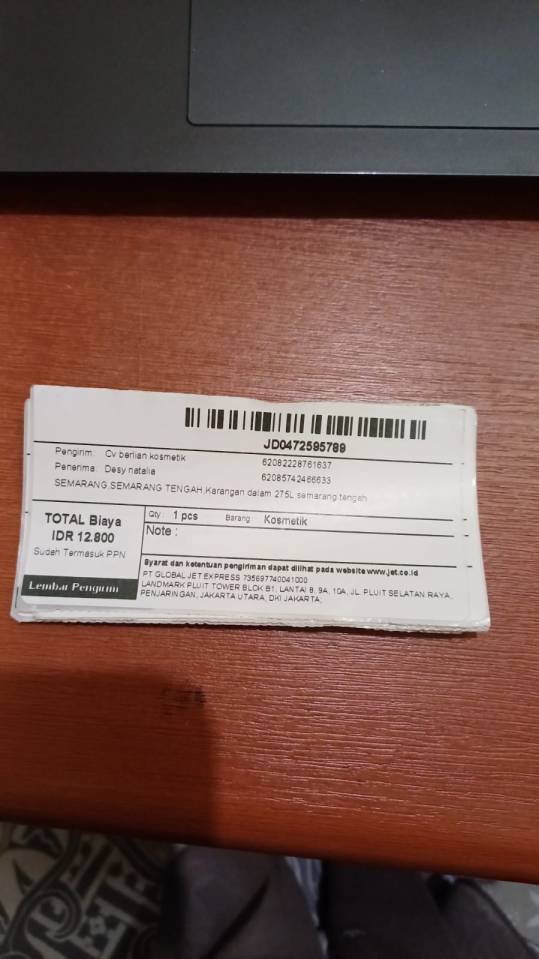 JD0472595789
Pengirim: Cv berlian kosmetik 62082228761637
Penerima: Desy natalia 62085742466633
SEMARANG,SEMARANG TENGAH,Karangan dalam 275L semarang tengah
TOTAL Biaya
IDR 12.800
Sudah Termasuk PPN
Lembar Pengirim
Qty: 1 pcs Barang: Kosmetik
Note :
Syarat dan ketentuan pengiriman dapat dilihat pada website www.jet.co.id
PT GLOBAL JET EXPRESS 735697740041000
LANDMARK PLUIT TOWER BLOK B1, LANTAI 8, 9A, 10A, JL. PLUIT SELATAN RAYA,
PENJARINGAN, JAKARTA UTARA, DKI JAKARTA,